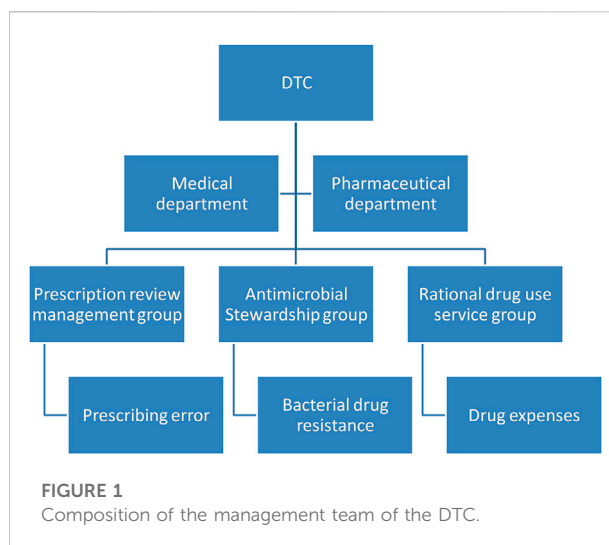 DTC
Medical
department
Pharmaceutical
department
Prescription review
management group
Antimicrobial
Stewardship group
Rational drug use
service group
Prescribing error
Bacterial drug
resistance
Drug expenses
FIGURE 1
Composition of the management team of the DTC.